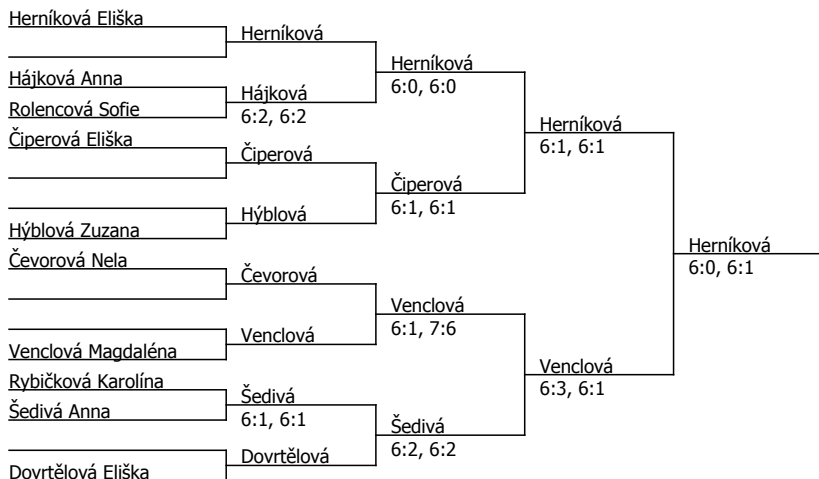 Herníková Eliška
Hájková Anna
Rolencová Sofie
Čiperová Eliška
Hýblová Zuzana
Čevorová Nela
Venclová Magdaléna
Rybičková Karolína
Šedivá Anna
Dovrtělová Eliška
Herníková
Hájková
6:2, 6:2
Čiperová
Hýblová
Čevorová
Venclová
Šedivá
6:1, 6:1
Dovrtělová
Herníková
6:0, 6:0
Čiperová
6:1, 6:1
Venclová
6:1, 7:6
Šedivá
6:2, 6:2
Herníková
6:1, 6:1
Venclová
6:3, 6:1
Herníková
6:0, 6:1